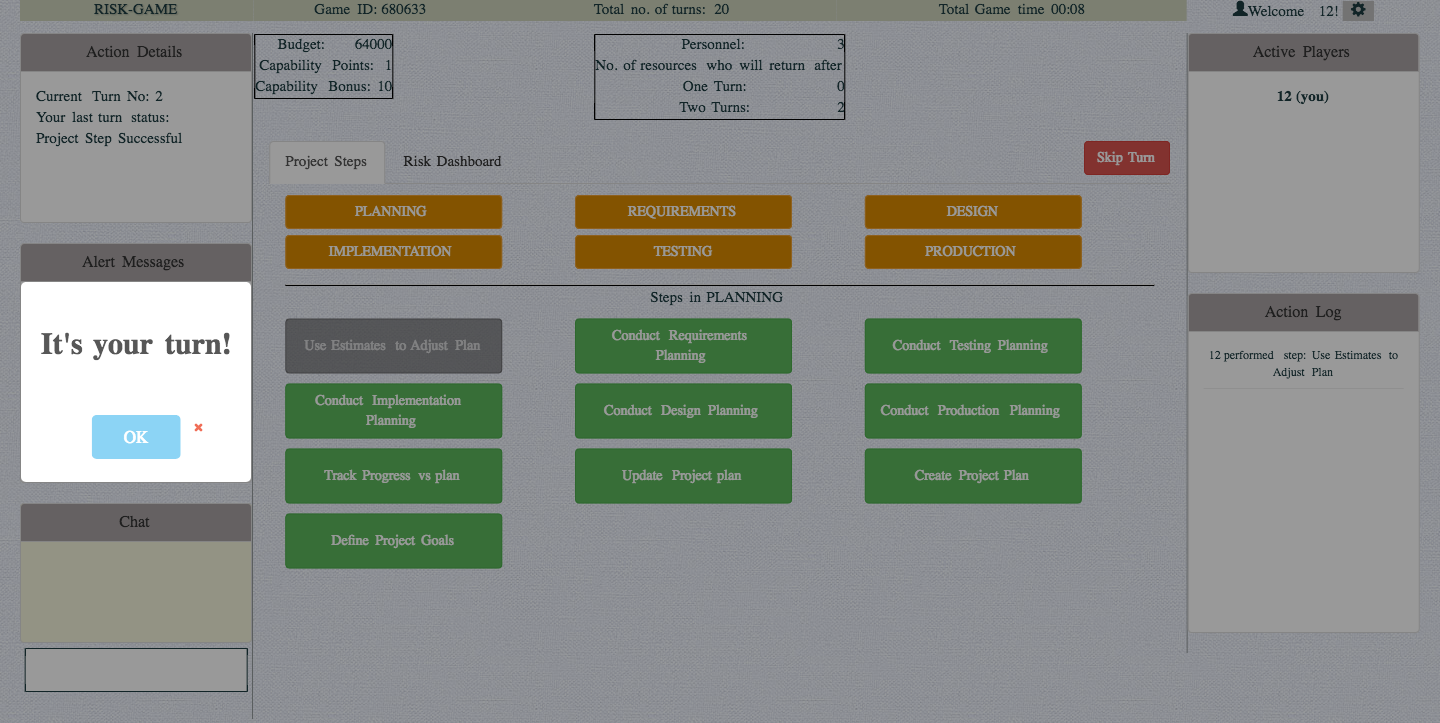 RISK-GAME
Game ID: 680633
Total no. of turns: 20
Total Game time 00:08
Welcome 12!
Action Details
Current Turn No: 2
Your last turn status:
Project Step Successful
Budget: 64000
Capability Points: 1
Capability Bonus: 10
Personnel: 3
No. of resources who will return after
One Turn: 0
Two Turns: 2
Project Steps
Risk Dashboard
Skip Turn
PLANNING
REQUIREMENTS
DESIGN
IMPLEMENTATION
TESTING
PRODUCTION
Steps in PLANNING
Use Estimates to Adjust Plan
Conduct Requirements
Planning
Conduct Testing Planning
Conduct Implementation
Planning
Conduct Design Planning
Conduct Production Planning
Track Progress vs plan
Update Project plan
Create Project Plan
Define Project Goals
Alert Messages
It's your turn!
OK
Chat
Active Players
12 (you)
Action Log
12 performed step: Use Estimates to
Adjust Plan